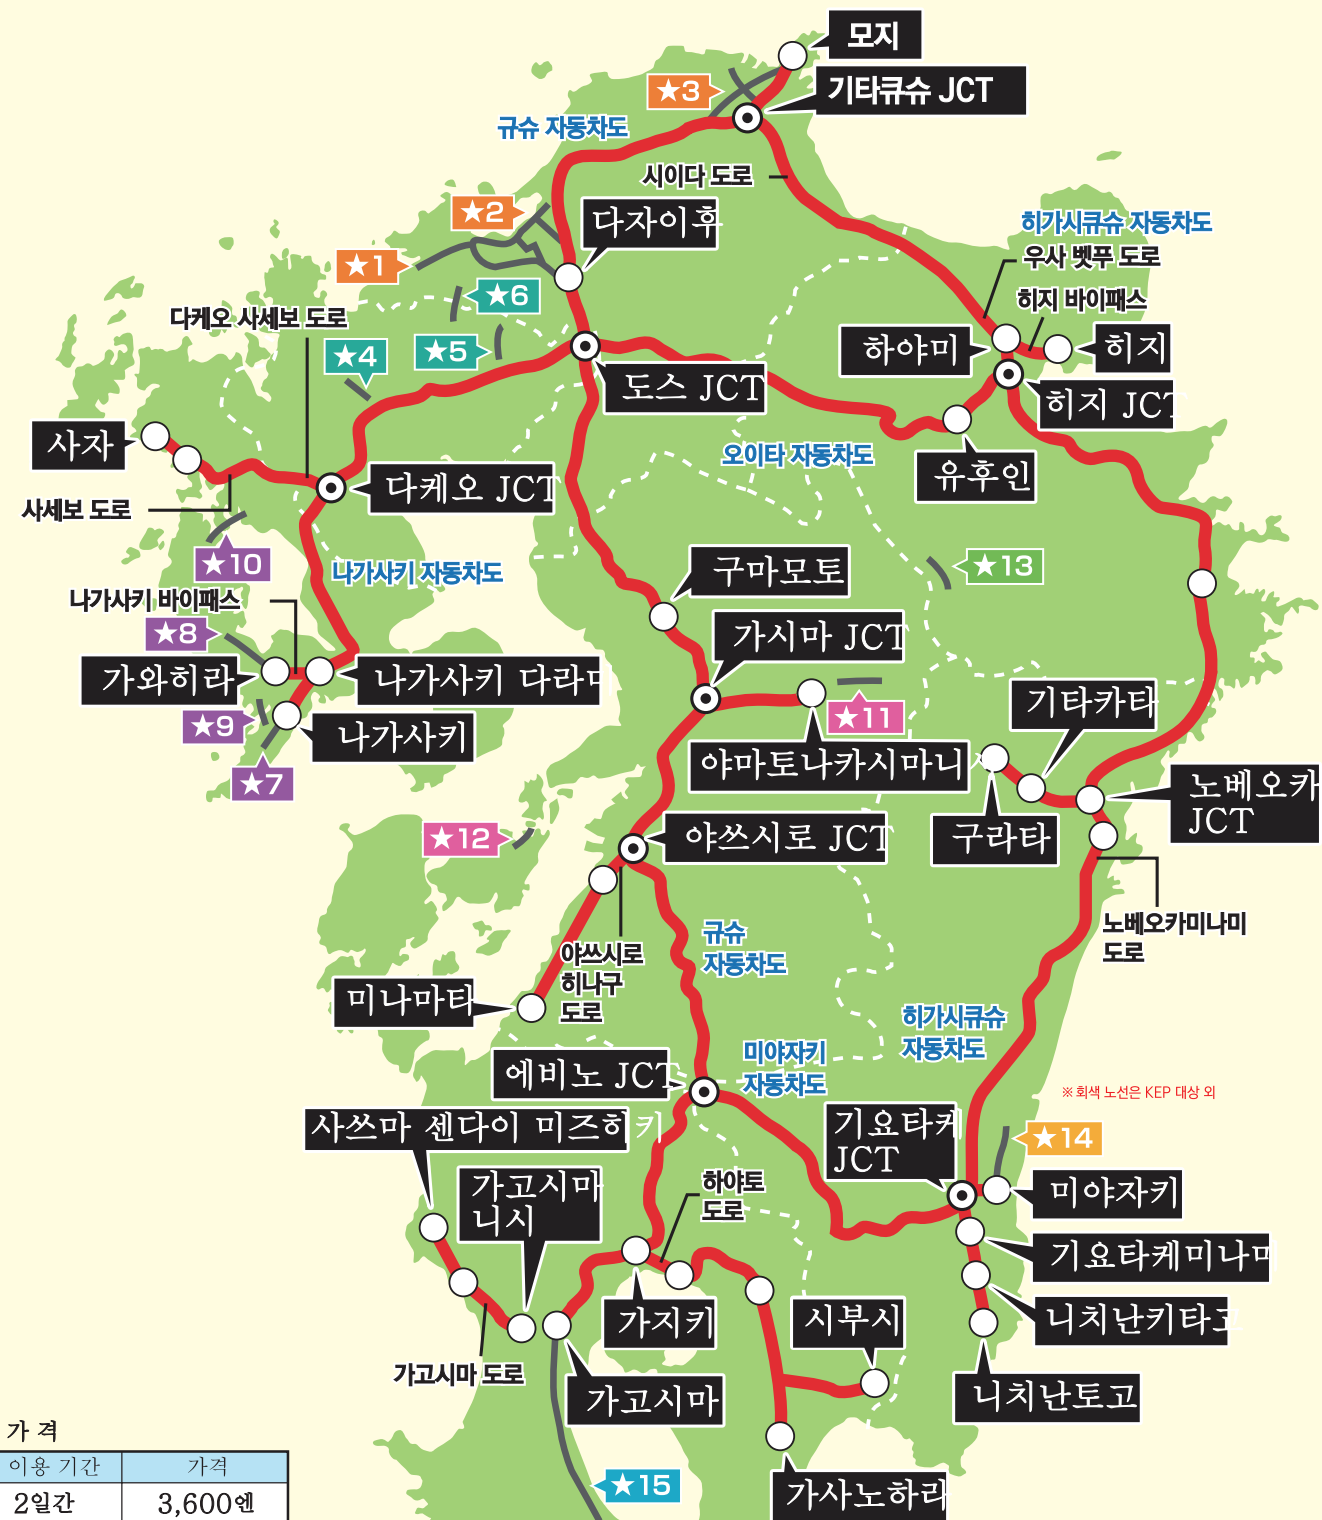 모지
기타큐슈 JCT
★3
규슈 자동차도
시이다 도로
★2
다자이후
히가시큐슈 자동차도
우사 벳푸 도로
★1
★6
히지 바이패스
다케오 사세보 도로
★4
★5
하야미
히지
도스 JCT
히지 JCT
사자
오이타 자동차도
유후인
다케오 JCT
사세보 도로
★10
나가사키 자동차도
구마모토
★13
나가사키 바이패스
★8
가시마 JCT
가와히라
나가사키 다라미
기타카타
★9
나가사키
★11
★7
야마토나카시마니
노베오카
JCT
★12
야쓰시로 JCT
구라타
규슈
자동차도
노베오카미나미
도로
야쓰시로
히나구
도로
미나마타
히가시큐슈
자동차도
에비노 JCT
미야자키
자동차도
※ 회색 노선은 KEP 대상 외
사쓰마 센다이 미즈히키
기요타케
JCT
★14
가고시마
니시
하야토
도로
미야자키
기요타케미나미
가지키
시부시
니치난키타고
가고시마 도로
가고시마
니치난토고
가격
이용 기간
가격
2일간
3,600엔
★15
가사노하라